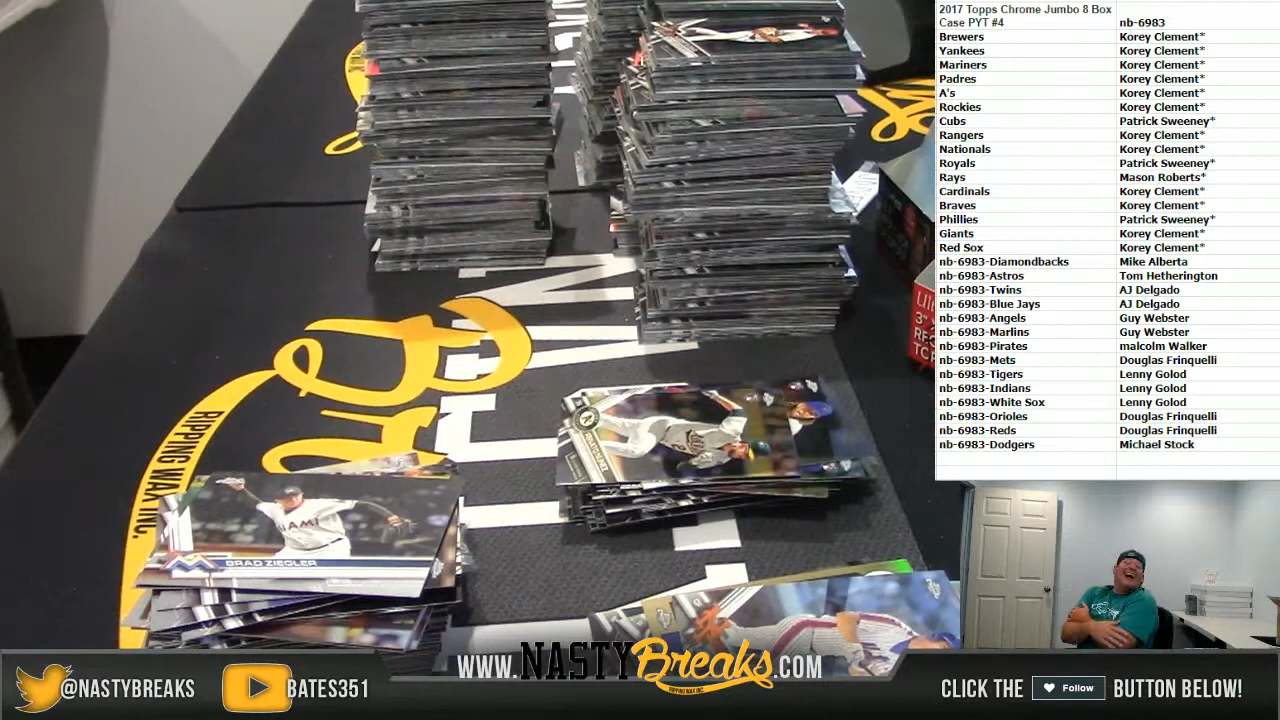 2017 Topps Chrome Jumbo 8 Box
Case PYT #4 nb-6983
Brewers Korey Clement*
Yankees Korey Clement*
Mariners Korey Clement*
Padres Korey Clement*
A's Korey Clement*
Rockies Korey Clement*
Cubs Patrick Sweeney*
Rangers Korey Clement*
Nationals Korey Clement*
Royals Patrick Sweeney*
Rays Mason Roberts*
Cardinals Korey Clement*
Braves Korey Clement*
Phillies Patrick Sweeney*
Giants Korey Clement*
Red Sox Korey Clement*
nb-6983-Diamondbacks Mike Alberta
nb-6983-Astros Tom Hetherington
nb-6983-Twins AJ Delgado
nb-6983-Blue Jays AJ Delgado
nb-6983-Angels Guy Webster
nb-6983-Marlins Guy Webster
nb-6983-Pirates malcolm Walker
nb-6983-Mets Douglas Frinquelli
nb-6983-Tigers Lenny Golod
nb-6983-Indians Lenny Golod
nb-6983-White Sox Lenny Golod
nb-6983-Orioles Douglas Frinquelli
nb-6983-Reds Douglas Frinquelli
nb-6983-Dodgers Michael Stock
RIPPING WAX INC.
MIAMI
BRAD ZIEGLER
@NASTYBREAKS
BATES351
WWW.NASTYBreaks.COM
RIPPING WAX INC
CLICK THE Follow BUTTON BELOW!